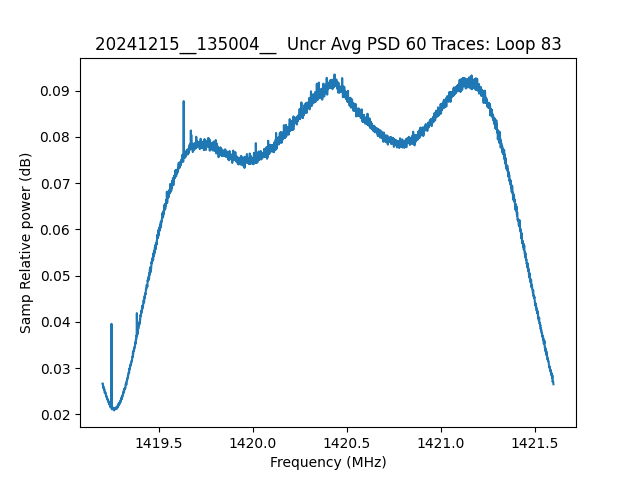 20241215__135004__  Uncr Avg PSD 60 Traces: Loop 83
Samp Relative power (dB)
0.09
0.08
0.07
0.06
0.05
0.04
0.03
0.02
1419.5 1420.0 1420.5 1421.0 1421.5
Frequency (MHz)